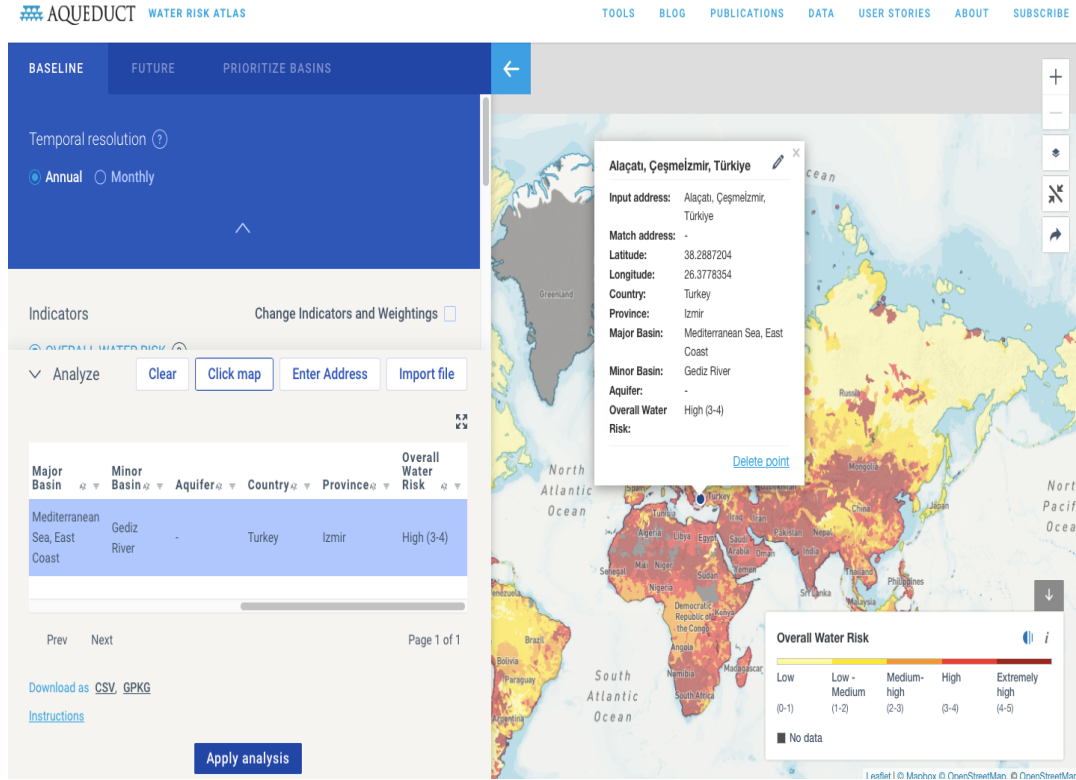 AQUEDUCT WATER RISK ATLAS
TOOLS BLOG PUBLICATIONS DATA USER STORIES ABOUT SUBSCRIBE
BASELINE FUTURE PRIORITIZE BASINS
Temporal resolution ?
Annual Monthly
Indicators
Change Indicators and Weightings
OVERALL WATER RISK ?
Analyze
Clear
Click map
Enter Address
Import file
Major Basin
Minor Basin
Aquifer
Country
Province
Overall Water Risk
Mediterranean Sea, East Coast
Gediz River
-
Turkey
Izmir
High (3-4)
Prev Next
Page 1 of 1
Download as CSV, GPKG
Instructions
Apply analysis
Alaçatı, Çeşmeİzmir, Türkiye
x
Input address: Alaçatı, Çeşmeİzmir,
Türkiye
Match address: -
Latitude: 38.2887204
Longitude: 26.3778354
Country: Turkey
Province: Izmir
Major Basin: Mediterranean Sea, East
Coast
Minor Basin: Gediz River
Aquifer: -
Overall Water Risk: High (3-4)
Delete point
cean
Greenland
Russia
North
Atlantic
Ocean
Mongolia
Nort
Pacif
Ocea
Spain
Turkey
Tunisia
Iraq
Iran
China
Japan
Algeria
Libya
Egypt
Saudi
Arabia
Oman
Pakistan
Nepal
India
Senegal
Mali
Niger
Sudan
Yemen
Thailand
Philippines
Nigeria
Sri Lanka
Malaysia
Democratic
Republic of
the Congo
Kenya
Angola
Namibia
Madagascar
South Africa
Brazil
Bolivia
Paraguay
Argentina
South
Atlantic
Ocean
Overall Water Risk
i
Low
Low -
Medium
Medium-
high
High
Extremely
high
(0-1)
(1-2)
(2-3)
(3-4)
(4-5)
No data
Leaflet | © Mapbox © OpenStreetMap, © OpenStreetMap